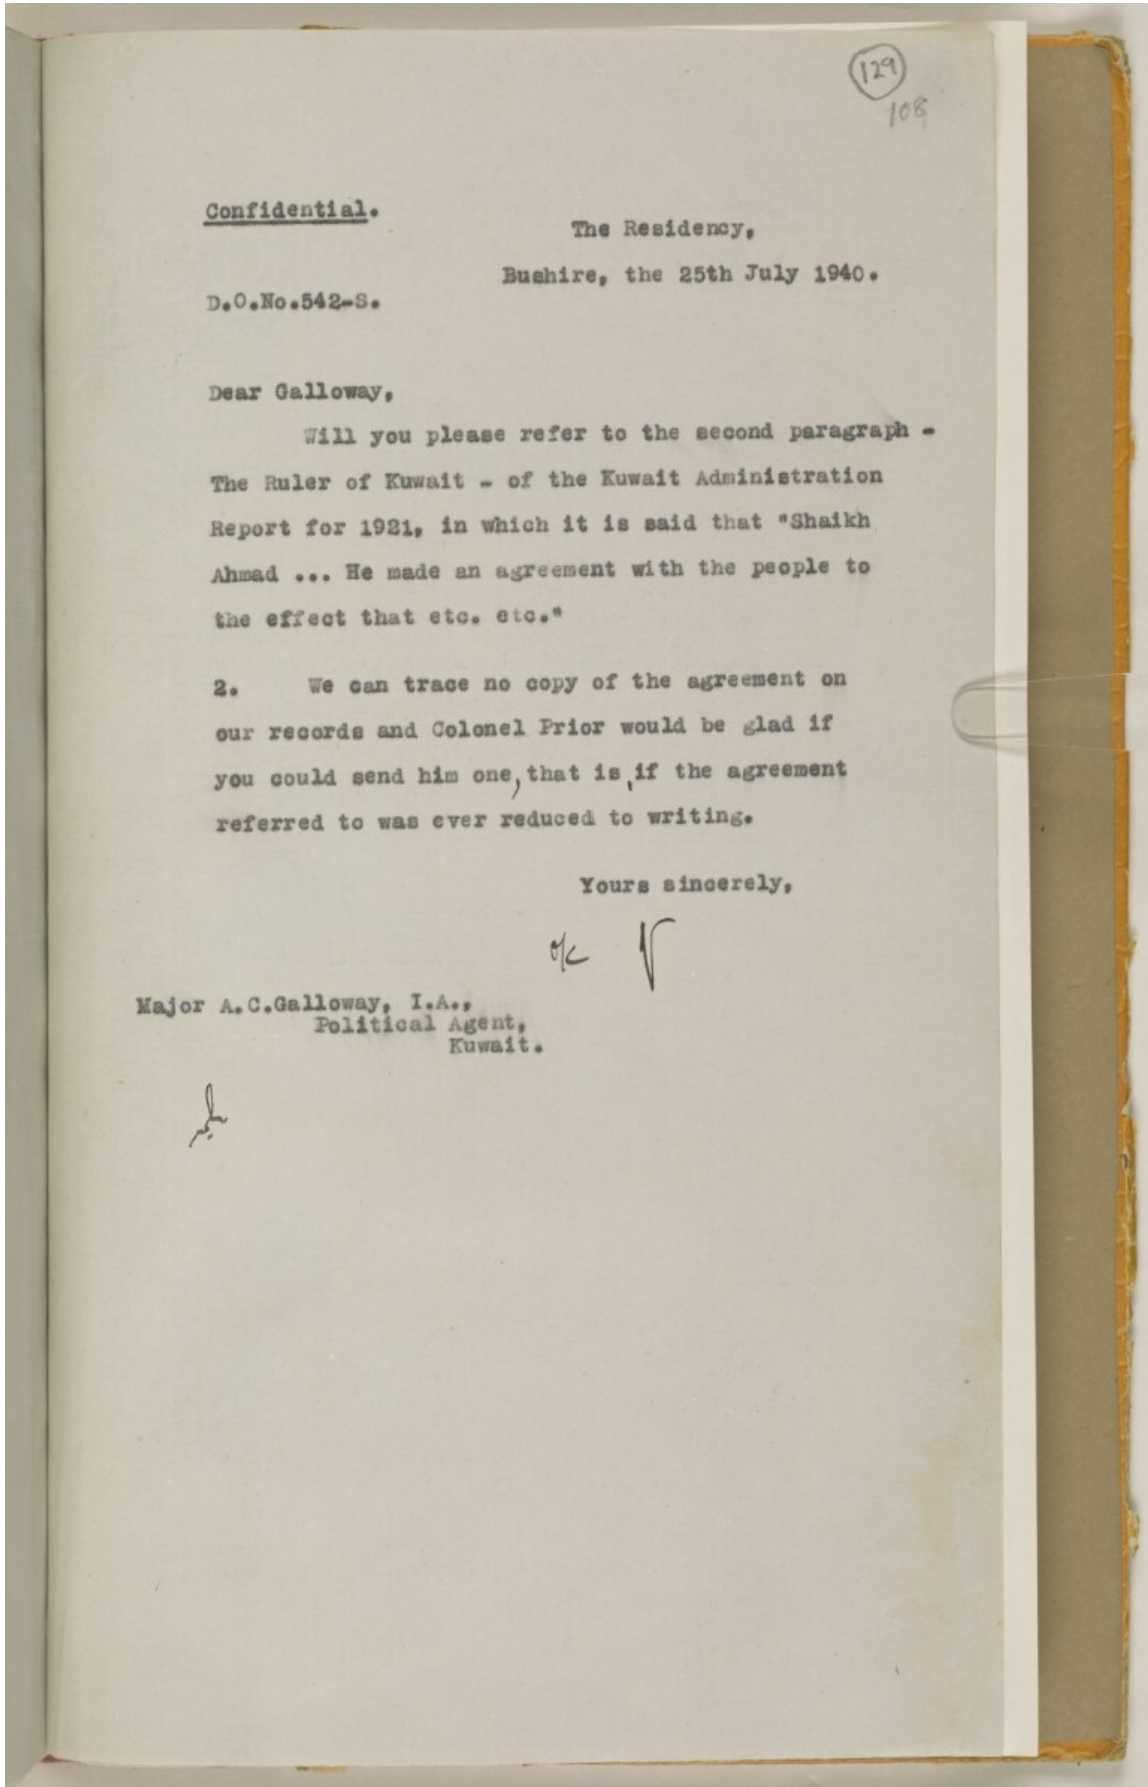 129
108
Confidential.
The Residency,
Bushire, the 25th July 1940.
D.O.No.542-S.
Dear Galloway,
Will you please refer to the second paragraph -
The Ruler of Kuwait - of the Kuwait Administration
Report for 1921, in which it is said that "Shaikh
Ahmad ... He made an agreement with the people to
the effect that etc. etc."
2. We can trace no copy of the agreement on
our records and Colonel Prior would be glad if
you could send him one, that is, if the agreement
referred to was ever reduced to writing.
Yours sincerely,
Major A.C.Galloway, I.A.,
Political Agent,
Kuwait.